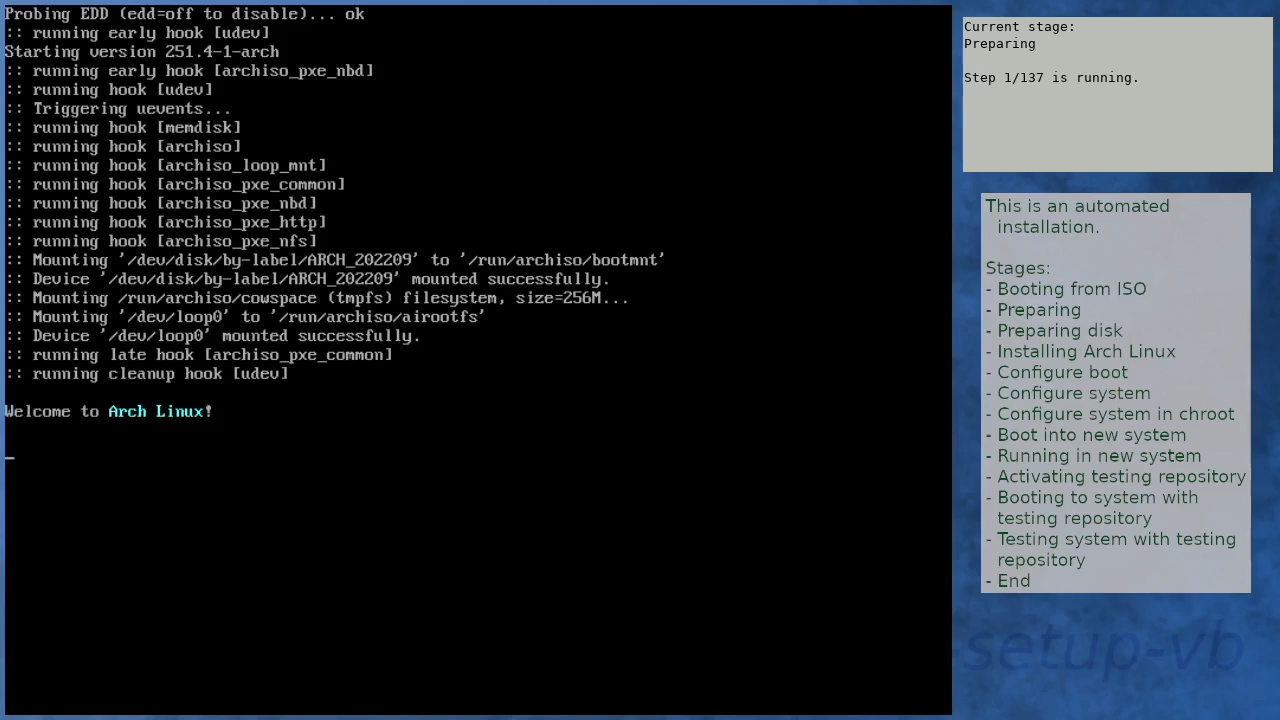 Probing EDD (edd=off to disable)... ok
:: running early hook [udev]
Starting version 251.4-1-arch
:: running early hook [archiso_pxe_nbd]
:: running hook [udev]
:: Triggering uevents...
:: running hook [memdisk]
:: running hook [archiso]
:: running hook [archiso_loop_mnt]
:: running hook [archiso_pxe_common]
:: running hook [archiso_pxe_nbd]
:: running hook [archiso_pxe_http]
:: running hook [archiso_pxe_nfs]
:: Mounting '/dev/disk/by-label/ARCH_202209' to '/run/archiso/bootmnt'
:: Device '/dev/disk/by-label/ARCH_202209' mounted successfully.
:: Mounting /run/archiso/cowspace (tmpfs) filesystem, size=256M...
:: Mounting '/dev/loop0' to '/run/archiso/airootfs'
:: Device '/dev/loop0' mounted successfully.
:: running late hook [archiso_pxe_common]
:: running cleanup hook [udev]
Welcome to Arch Linux!
Current stage:
Preparing
Step 1/137 is running.
This is an automated
installation.
Stages:
- Booting from ISO
- Preparing
- Preparing disk
- Installing Arch Linux
- Configure boot
- Configure system
- Configure system in chroot
- Boot into new system
- Running in new system
- Activating testing repository
- Booting to system with
testing repository
- Testing system with testing
repository
- End
setup-vb